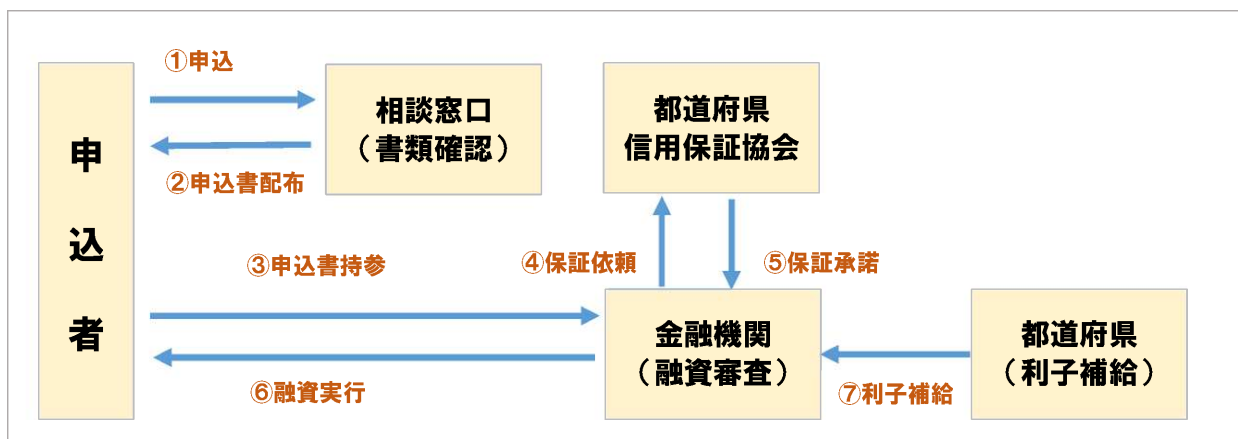 ①申込
申込者
相談窓口
（書類確認）
②申込書配布
都道府県
信用保証協会
③申込書持参
④保証依頼
⑤保証承諾
金融機関
（融資審査）
都道府県
（利子補給）
⑥融資実行
⑦利子補給